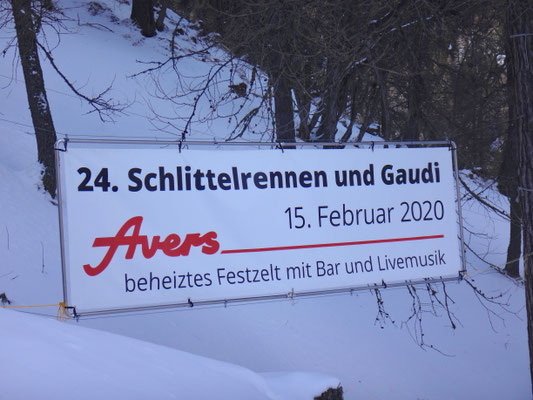 24. Schlittelrennen und Gaudi
15. Februar 2020
Avers
beheiztes Festzelt mit Bar und Livemusik